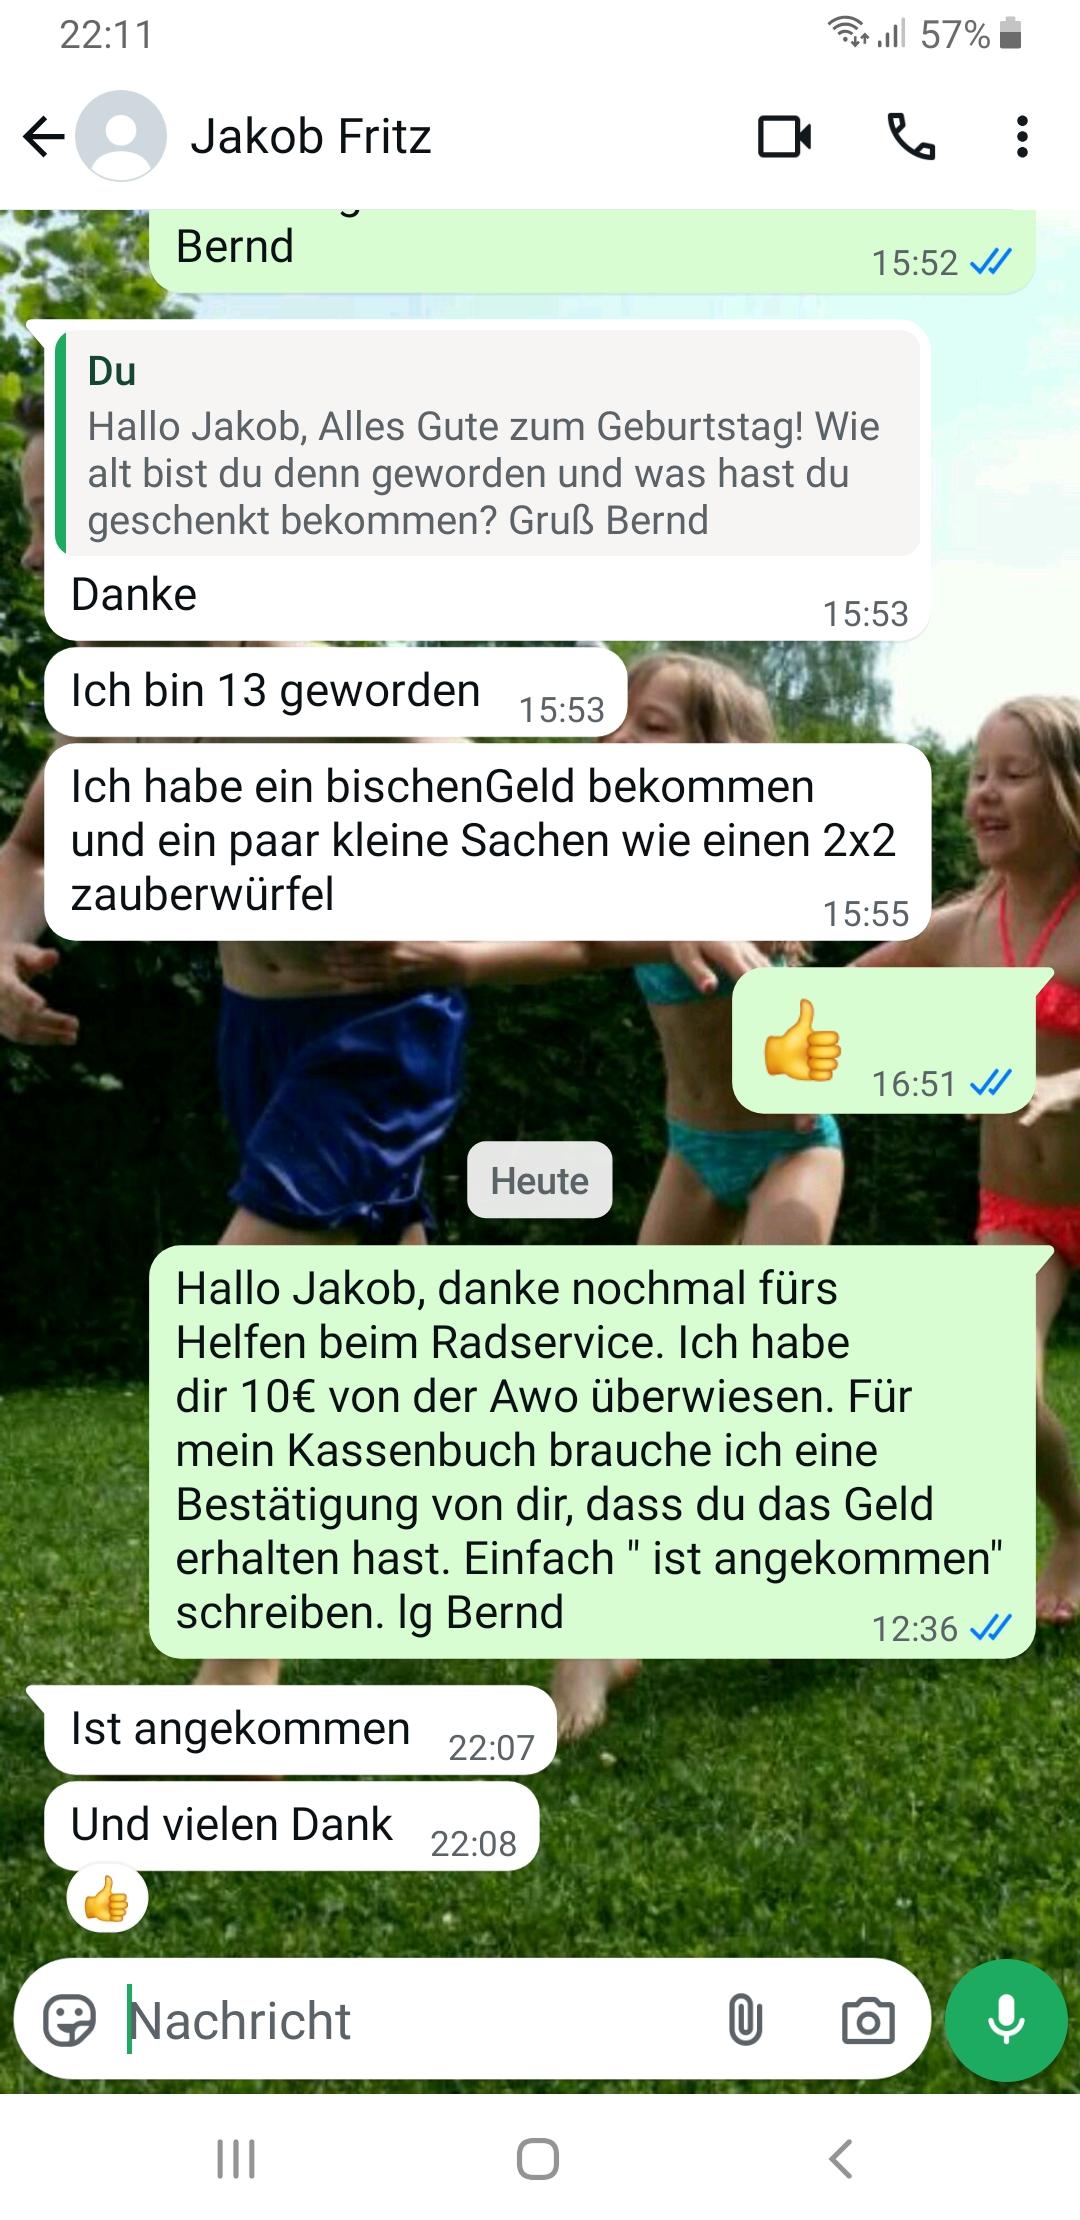 22:11
57%
Jakob Fritz
Bernd
15:52
Du
Hallo Jakob, Alles Gute zum Geburtstag! Wie
alt bist du denn geworden und was hast du
geschenkt bekommen? Gruß Bernd
Danke
15:53
Ich bin 13 geworden
15:53
Ich habe ein bischenGeld bekommen
und ein paar kleine Sachen wie einen 2x2
zauberwürfel
15:55
16:51
Heute
Hallo Jakob, danke nochmal fürs
Helfen beim Radservice. Ich habe
dir 10€ von der Awo überwiesen. Für
mein Kassenbuch brauche ich eine
Bestätigung von dir, dass du das Geld
erhalten hast. Einfach " ist angekommen"
schreiben. lg Bernd
12:36
Ist angekommen
22:07
Und vielen Dank
22:08
Nachricht